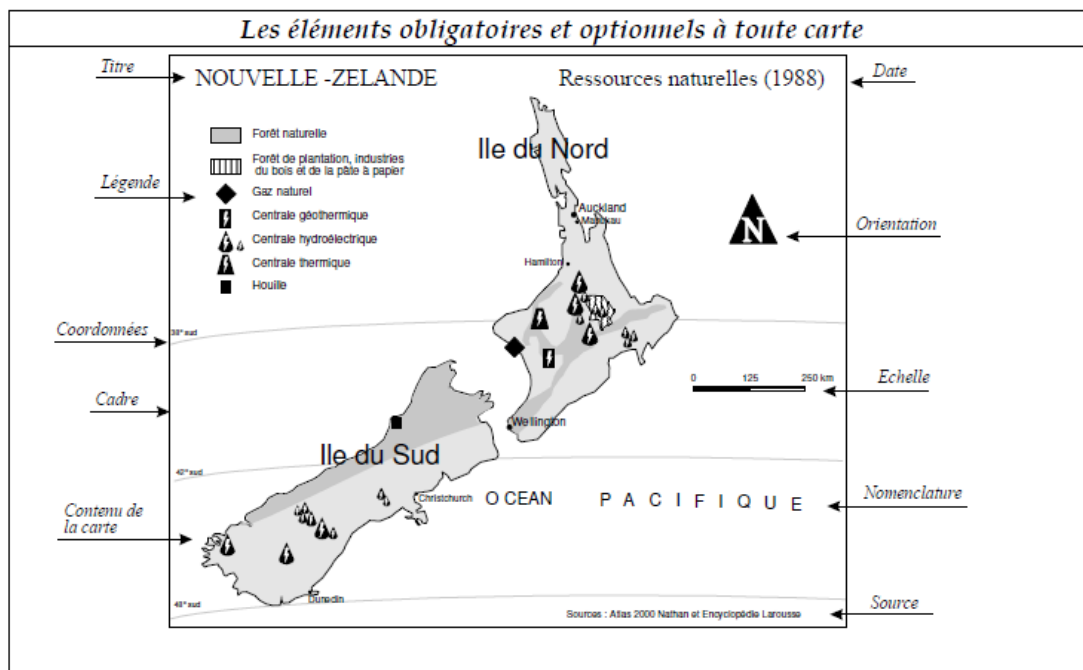 Les éléments obligatoires et optionnels à toute carte
Titre
NOUVELLE -ZELANDE
Ressources naturelles (1988)
Date
Forêt naturelle
Forêt de plantation, industries
du bois et de la pâte à papier
Légende
Gaz naturel
Centrale géothermique
Centrale hydroélectrique
Centrale thermique
Houille
Ile du Nord
Auckland
Manukau
Hamilton
N
Orientation
Coordonnées
38° sud
0 125 250 km
Echelle
Cadre
Wellington
Ile du Sud
42° sud
Christchurch
O CEAN PACIFIQUE
Nomenclature
Contenu de
la carte
Dunedin
sud
Sources : Atlas 2000 Nathan et Encyclopédie Larousse
Source